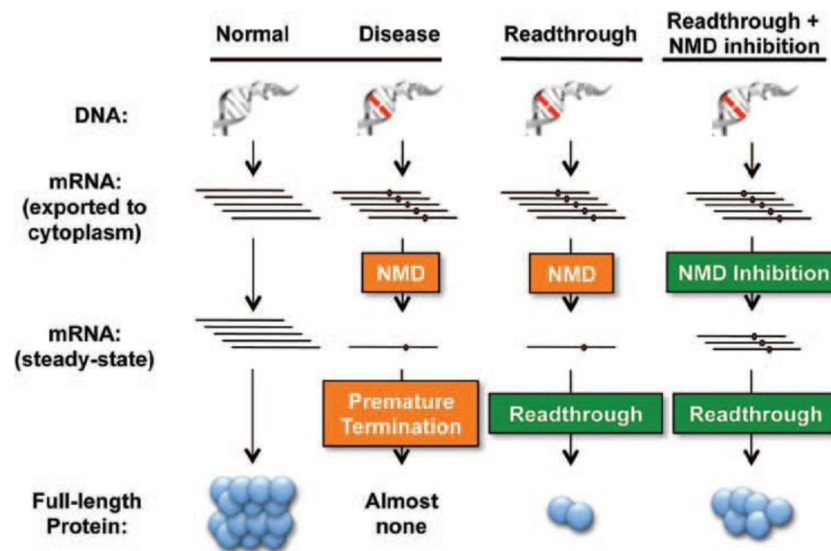 Normal
Disease
Readthrough
Readthrough +
NMD inhibition
DNA:
mRNA:
(exported to
cytoplasm)
NMD
NMD
NMD Inhibition
mRNA:
(steady-state)
Premature
Termination
Readthrough
Readthrough
Full-length
Protein:
Almost
none